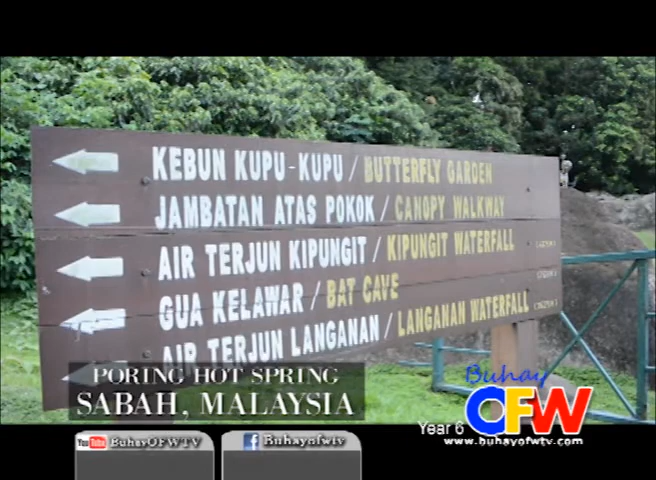 KEBUN KUPU-KUPU / BUTTERFLY GARDEN
JAMBATAN ATAS POKOK / CANOPY WALKWAY
AIR TERJUN KIPUNGIT / KIPUNGIT WATERFALL
GUA KELAWAR / BAT CAVE
AIR TERJUN LANGANAN / LANGANAN WATERFALL
PORING HOT SPRING
SABAH, MALAYSIA
Buhay
OFW
Year 6
www.buhayofwtv.com
YouTube BuhayOFWTV
f Buhayofwtv